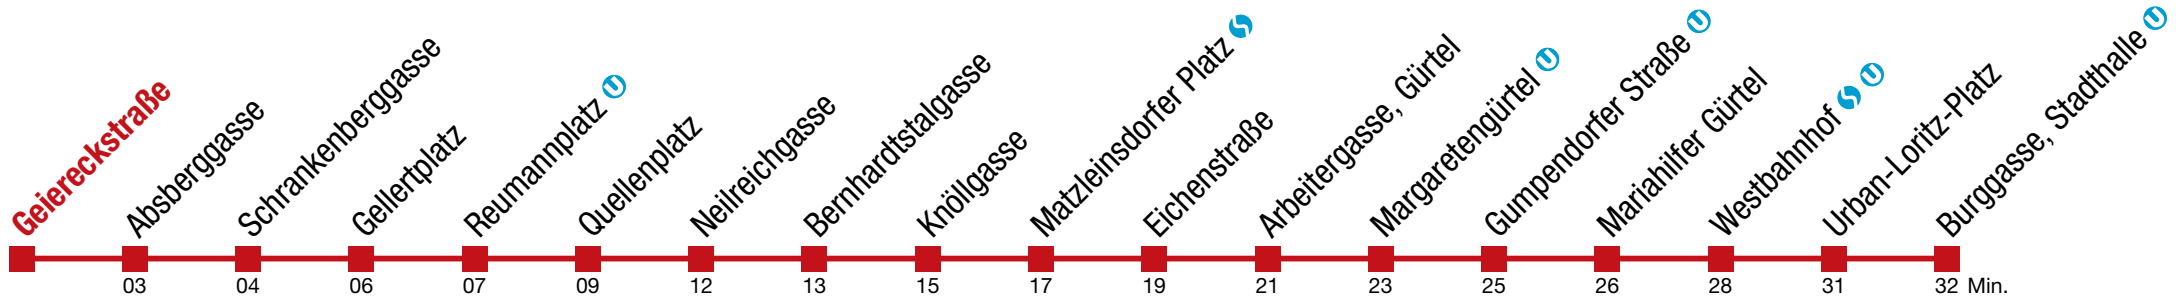 Geiereckstraße
Absberggasse
Schrankenberggasse
Gellertplatz
Reumannplatz
Quellenplatz
Neilreichgasse
Bernhardtstalgasse
Knöllgasse
Matzleinsdorfer Platz
Eichenstraße
Arbeitergasse, Gürtel
Margaretengürtel
Gumpendorfer Straße
Mariahilfer Gürtel
Westbahnhof
Urban-Loritz-Platz
Burggasse, Stadthalle
03 04 06 07 09 12 13 15 17 19 21 23 25 26 28 31 32 Min.